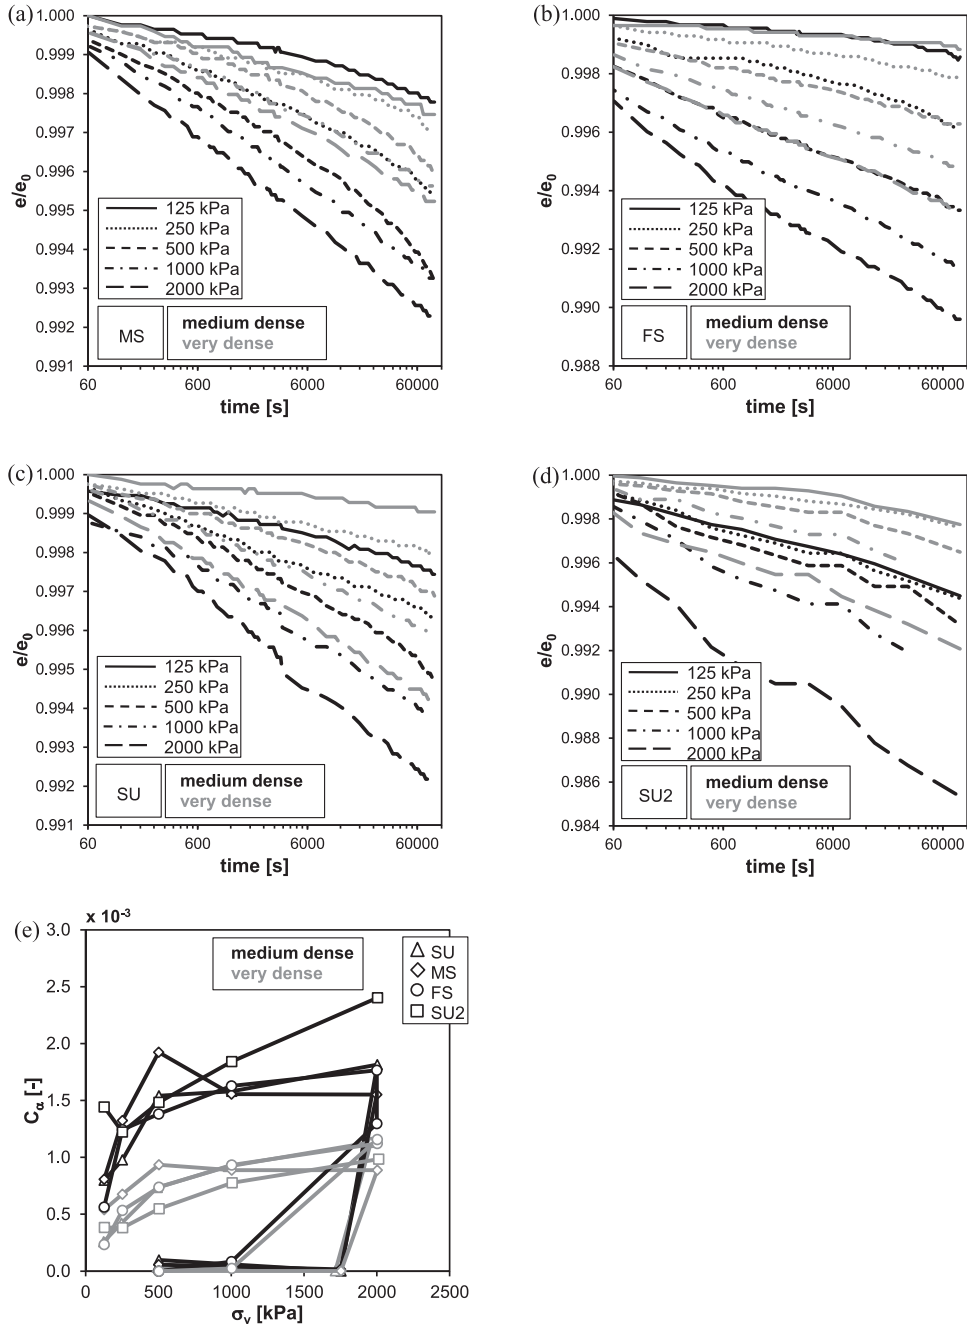 (a)
1.000
0.999
0.998
0.997
0.996
0.995
0.994
0.993
0.992
0.991
e/e0
125 kPa
250 kPa
500 kPa
1000 kPa
2000 kPa
MS
medium dense
very dense
60
600
6000
60000
time [s]
(b)
1.000
0.998
0.996
0.994
0.992
0.990
0.988
e/e0
125 kPa
250 kPa
500 kPa
1000 kPa
2000 kPa
FS
medium dense
very dense
60
600
6000
60000
time [s]
(c)
1.000
0.999
0.998
0.997
0.996
0.995
0.994
0.993
0.992
0.991
e/e0
125 kPa
250 kPa
500 kPa
1000 kPa
2000 kPa
SU
medium dense
very dense
60
600
6000
60000
time [s]
(d)
1.000
0.998
0.996
0.994
0.992
0.990
0.988
0.986
0.984
e/e0
125 kPa
250 kPa
500 kPa
1000 kPa
2000 kPa
SU2
medium dense
very dense
60
600
6000
60000
time [s]
(e)
x 10-3
3.0
2.5
2.0
1.5
1.0
0.5
0.0
Cα [-]
medium dense
very dense
SU
MS
FS
SU2
0
500
1000
1500
2000
2500
σv [kPa]